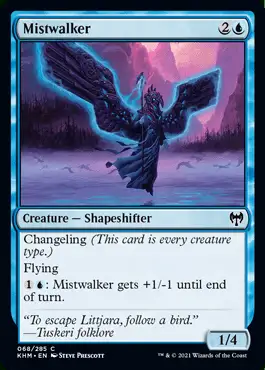 Mistwalker 2
Creature — Shapeshifter
Changeling (This card is every creature
type.)
Flying
1 : Mistwalker gets +1/-1 until end
of turn.
“To escape Littjara, follow a bird.”
—Tuskeri folklore
1/4
068/285 C
KHM • EN Steve Prescott
™ & © 2021 Wizards of the Coast